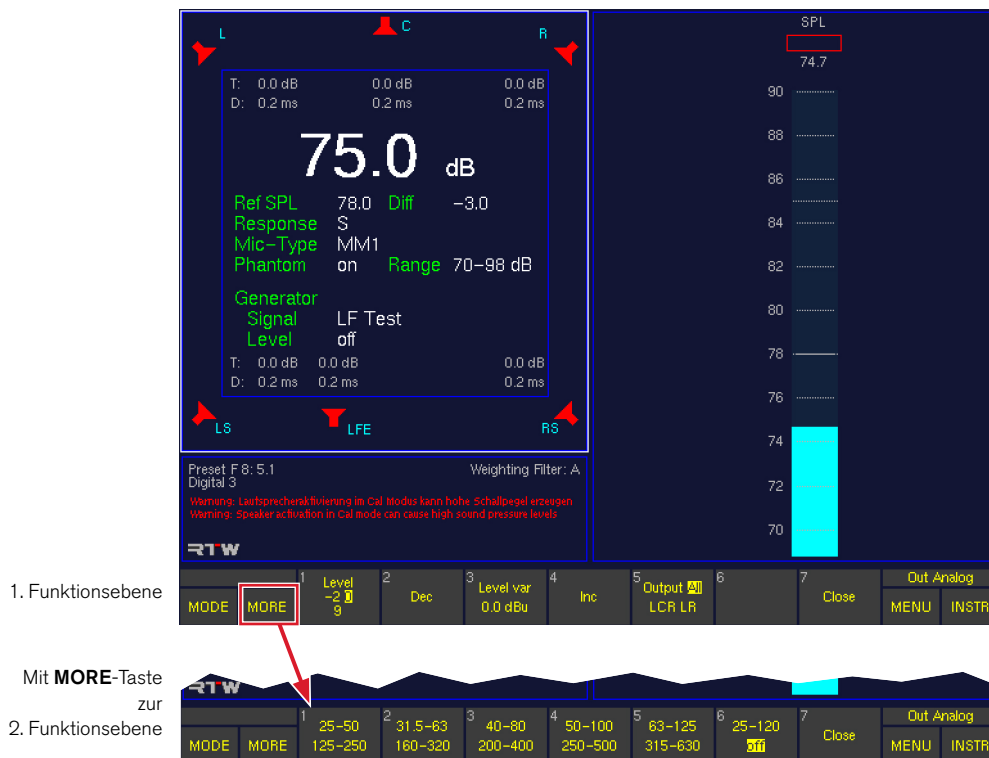 SPL
L
C
R
74.7
T: 0.0 dB 0.0 dB 0.0 dB
D: 0.2 ms 0.2 ms 0.2 ms
75.0 dB
Ref SPL 78.0 Diff −3.0
Response S
Mic−Type MM1
Phantom on Range 70−98 dB
Generator
Signal LF Test
Level off
T: 0.0 dB 0.0 dB 0.0 dB
D: 0.2 ms 0.2 ms 0.2 ms
LS
LFE
RS
90
88
86
84
82
80
78
76
74
72
70
Preset F 8: 5.1 Weighting Filter: A
Digital 3
Warnung: Lautsprecheraktivierung im Cal Modus kann hohe Schallpegel erzeugen
Warning: Speaker activation in Cal mode can cause high sound pressure levels
RTW
1. Funktionsebene
MODE
MORE
1 Level
−2 0
9
2 Dec
3 Level var
0.0 dBu
4 Inc
5 Output All
LCR LR
6
7 Close
Out Analog
MENU
INSTR
Mit MORE-Taste
zur
2. Funktionsebene
RTW
MODE
MORE
1 25−50
125−250
2 31.5−63
160−320
3 40−80
200−400
4 50−100
250−500
5 63−125
315−630
6 25−120
off
7 Close
Out Analog
MENU
INSTR